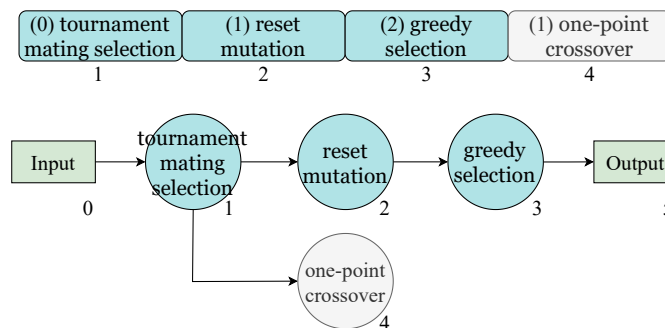 (0) tournament
mating selection
(1) reset
mutation
(2) greedy
selection
(1) one-point
crossover
1
2
3
4
Input
0
tournament
mating
selection
1
reset
mutation
2
greedy
selection
3
Output
one-point
crossover
4